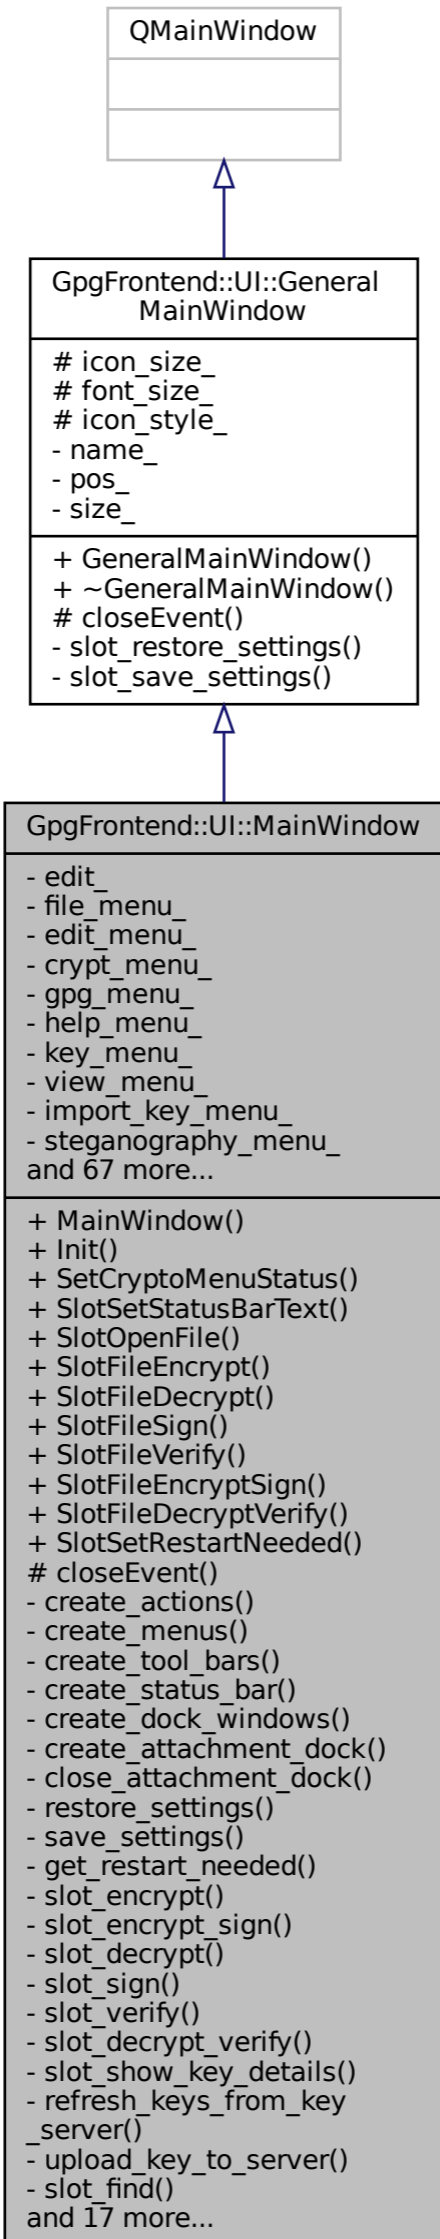 QMainWindow
GpgFrontend::UI::General
MainWindow
# icon_size_
# font_size_
# icon_style_
- name_
- pos_
- size_
+ GeneralMainWindow()
+ ~GeneralMainWindow()
# closeEvent()
- slot_restore_settings()
- slot_save_settings()
GpgFrontend::UI::MainWindow
- edit_
- file_menu_
- edit_menu_
- crypt_menu_
- gpg_menu_
- help_menu_
- key_menu_
- view_menu_
- import_key_menu_
- steganography_menu_
and 67 more...
+ MainWindow()
+ Init()
+ SetCryptoMenuStatus()
+ SlotSetStatusBarText()
+ SlotOpenFile()
+ SlotFileEncrypt()
+ SlotFileDecrypt()
+ SlotFileSign()
+ SlotFileVerify()
+ SlotFileEncryptSign()
+ SlotFileDecryptVerify()
+ SlotSetRestartNeeded()
# closeEvent()
- create_actions()
- create_menus()
- create_tool_bars()
- create_status_bar()
- create_dock_windows()
- create_attachment_dock()
- close_attachment_dock()
- restore_settings()
- save_settings()
- get_restart_needed()
- slot_encrypt()
- slot_encrypt_sign()
- slot_decrypt()
- slot_sign()
- slot_verify()
- slot_decrypt_verify()
- slot_show_key_details()
- refresh_keys_from_key
_server()
- upload_key_to_server()
- slot_find()
and 17 more...